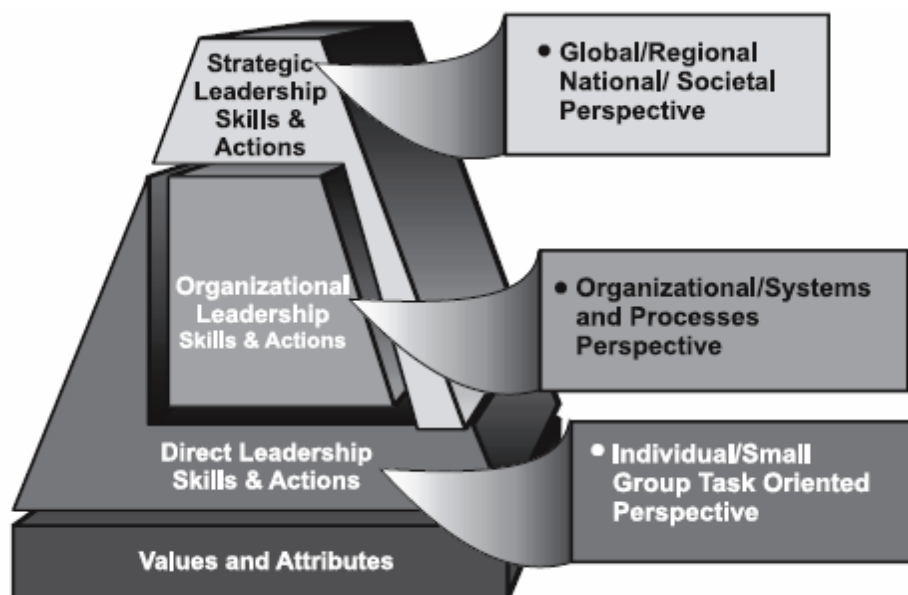 Strategic
Leadership
Skills &
Actions
• Global/Regional
National/ Societal
Perspective
Organizational
Leadership
Skills & Actions
• Organizational/Systems
and Processes
Perspective
Direct Leadership
Skills & Actions
• Individual/Small
Group Task Oriented
Perspective
Values and Attributes